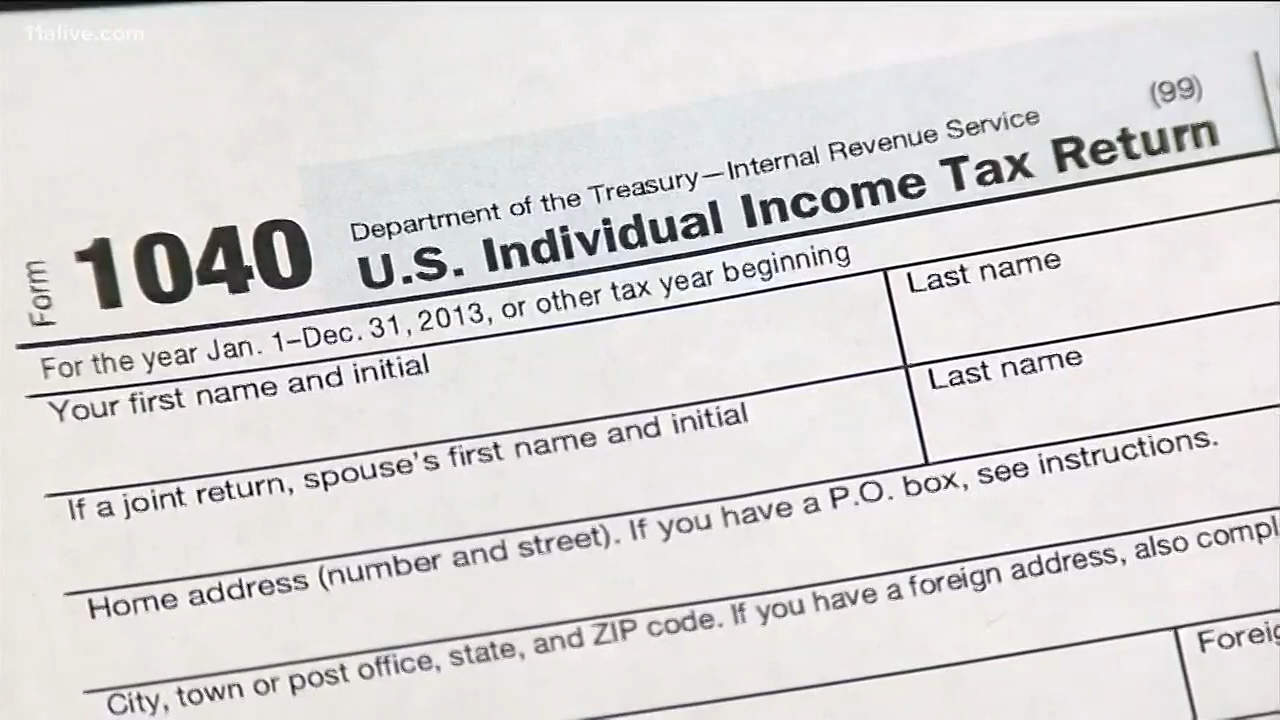 11alive.com
(99)
Department of the Treasury—Internal Revenue Service
Form 1040 U.S. Individual Income Tax Return
For the year Jan. 1–Dec. 31, 2013, or other tax year beginning
Your first name and initial
Last name
If a joint return, spouse's first name and initial
Last name
Home address (number and street). If you have a P.O. box, see instructions.
City, town or post office, state, and ZIP code. If you have a foreign address, also compl
Foreig